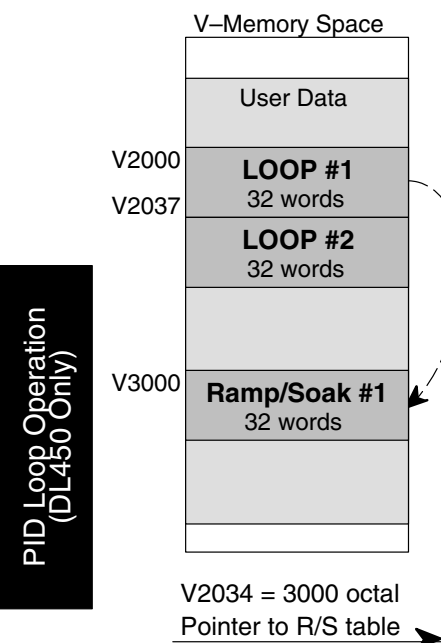 V–Memory Space
User Data
V2000
LOOP #1
32 words
V2037
LOOP #2
32 words
V3000
Ramp/Soak #1
32 words
V2034 = 3000 octal
Pointer to R/S table
PID Loop Operation
(DL450 Only)